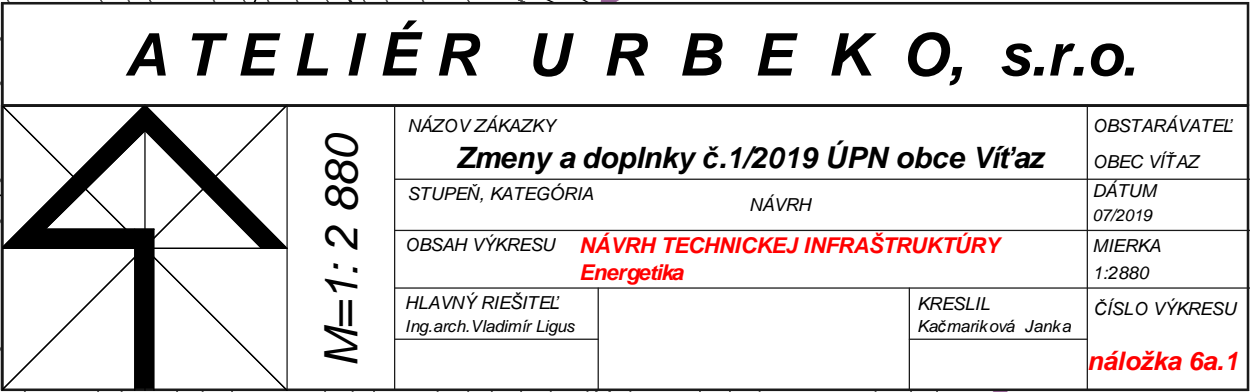 ATELIÉR URBEKO, s.r.o.
M=1: 2 880
NÁZOV ZÁKAZKY
Zmeny a doplnky č.1/2019 ÚPN obce Víťaz
OBSTARÁVATEĽ
OBEC VÍŤAZ
STUPEŇ, KATEGÓRIA
NÁVRH
DÁTUM
07/2019
OBSAH VÝKRESU
NÁVRH TECHNICKEJ INFRAŠTRUKTÚRY
Energetika
MIERKA
1:2880
HLAVNÝ RIEŠITEĽ
Ing.arch.Vladimír Ligus
KRESLIL
Kačmariková Janka
ČÍSLO VÝKRESU
náložka 6a.1